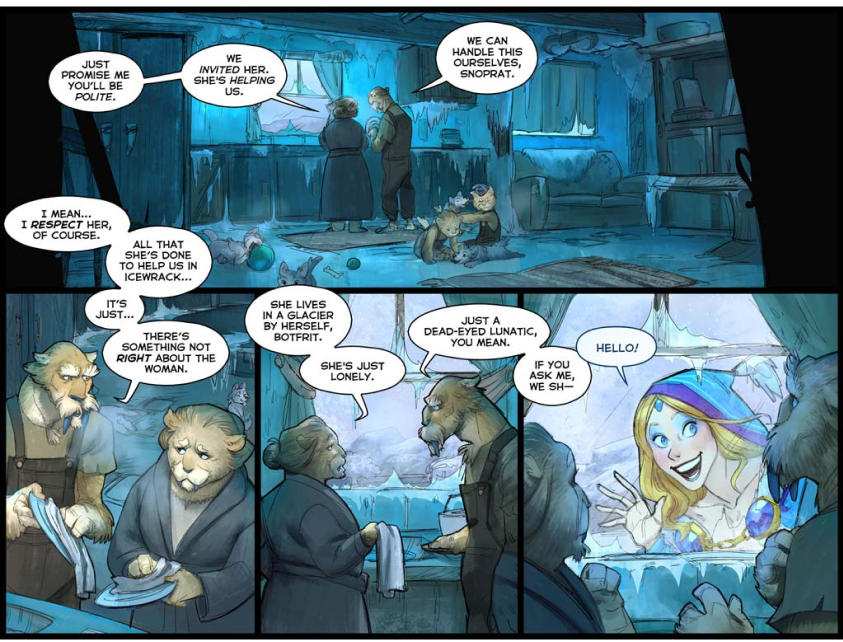 JUST
PROMISE ME
YOU'LL BE
POLITE.
WE
INVITED HER.
SHE'S HELPING
US.
WE CAN
HANDLE THIS
OURSELVES,
SNOPRAT.
I MEAN...
I RESPECT HER,
OF COURSE.
ALL THAT
SHE'S DONE
TO HELP US IN
ICEWRACK...
IT'S
JUST...
THERE'S
SOMETHING NOT
RIGHT ABOUT THE
WOMAN.
SHE LIVES
IN A GLACIER
BY HERSELF,
BOTFRIT.
SHE'S JUST
LONELY.
JUST A
DEAD-EYED LUNATIC,
YOU MEAN.
IF YOU
ASK ME,
WE SH—
HELLO!